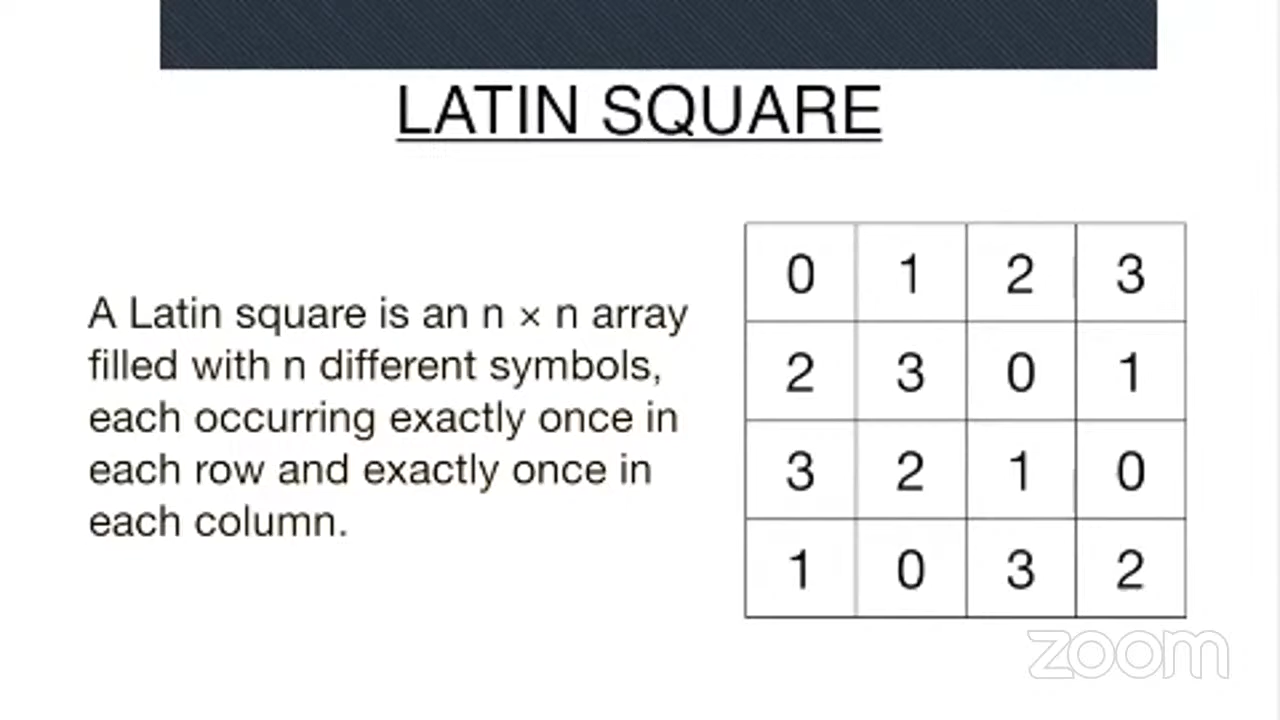 LATIN SQUARE
A Latin square is an n × n array
filled with n different symbols,
each occurring exactly once in
each row and exactly once in
each column.
0 1 2 3
2 3 0 1
3 2 1 0
1 0 3 2
zoom